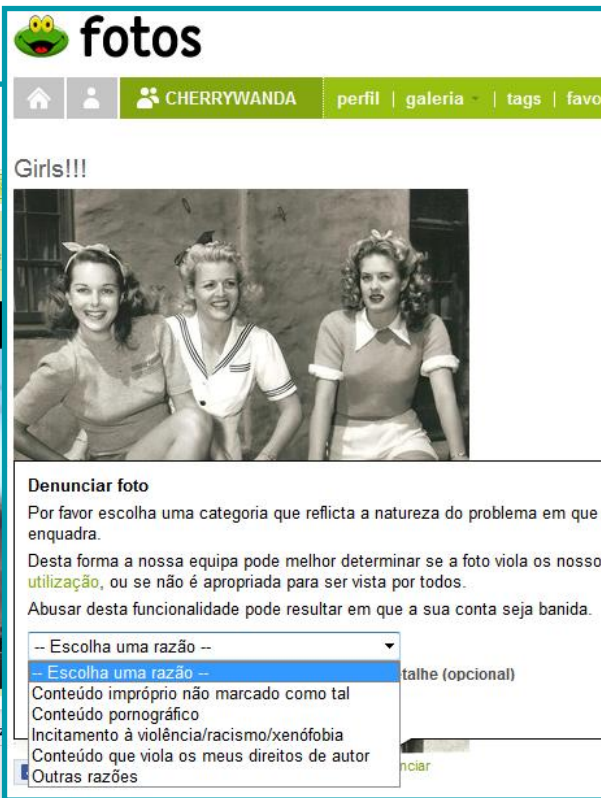 fotos
CHERRYWANDA perfil | galeria | tags |
Girls!!!
Denunciar foto
Por favor escolha uma categoria que reflicta a natureza do problema em que
enquadra.
Desta forma a nossa equipa pode melhor determinar se a foto viola os
utilização, ou se não é apropriada para ser vista por todos.
Abusar desta funcionalidade pode resultar em que a sua conta seja banida.
-- Escolha uma razão --
-- Escolha uma razão --
(opcional)
Conteúdo impróprio não marcado como tal
Conteúdo pornográfico
Incitamento à violência/racismo/xenófobia
Conteúdo que viola os meus direitos de autor
Outras razões